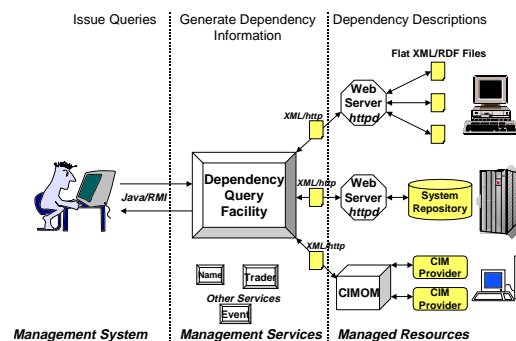 Issue Queries
Generate Dependency
Information
Dependency Descriptions
Flat XML/RDF Files
Web
Server
httpd
XML/http
Dependency
Query
Facility
Java/RMI
XML/http
Web
Server
httpd
System
Repository
XML/http
CIMOM
CIM
Provider
CIM
Provider
Name
Trader
Other Services
Event
Management System
Management Services
Managed Resources